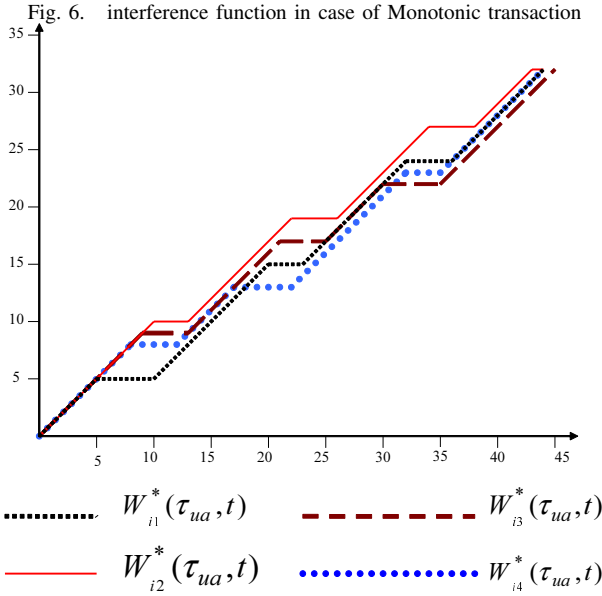 Fig. 6. interference function in case of Monotonic transaction
35
30
25
20
15
10
5
5 10 15 20 25 30 35 40 45
W*i1(τua,t) W*i3(τua,t)
W*i2(τua,t) W*i4(τua,t)